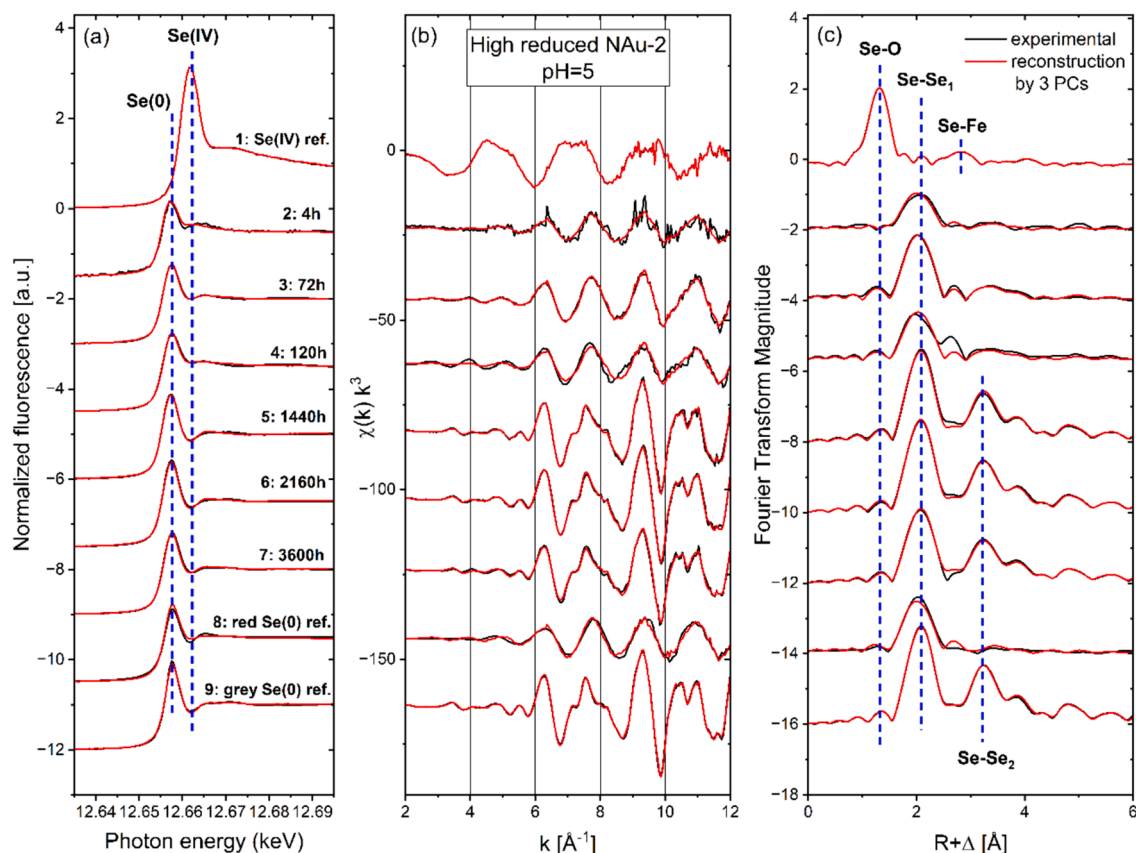 (a)
Se(IV)
Se(0)
1: Se(IV) ref.
2: 4h
3: 72h
4: 120h
5: 1440h
6: 2160h
7: 3600h
8: red Se(0) ref.
9: grey Se(0) ref.
2
0
−2
−4
−6
−8
−10
−12
Normalized fluorescence [a.u.]
12.64 12.65 12.66 12.67 12.68 12.69
Photon energy (keV)
(b)
High reduced NAu-2
pH=5
0
−50
−100
−150
χ(k) k³
2 4 6 8 10 12
k [Å⁻¹]
(c)
experimental
reconstruction
by 3 PCs
Se-O
Se-Se₁
Se-Fe
Se-Se₂
2
0
−2
−4
−6
−8
−10
−12
−14
−16
−18
Fourier Transform Magnitude
0 2 4 6
R+Δ [Å]